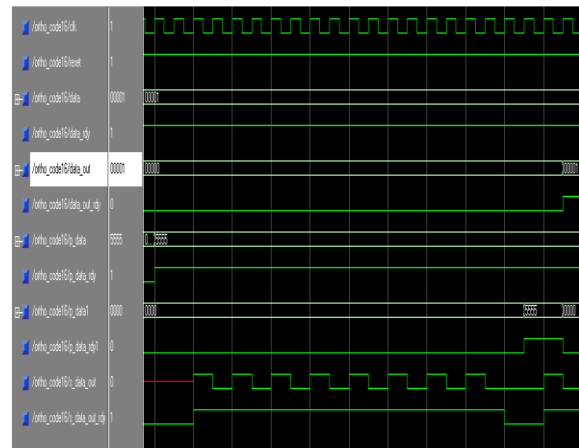 /ortho_code16/clk 1
/ortho_code16/reset 1
/ortho_code16/data 00001 00001
/ortho_code16/data_rdy 1
/ortho_code16/data_out 00001 00000 00001
/ortho_code16/data_out_rdy 0
/ortho_code16/p_data 5555 0... 5555
/ortho_code16/p_data_rdy 1
/ortho_code16/p_data1 0000 0000 5555 0000
/ortho_code16/p_data_rdy1 0
/ortho_code16/s_data_out 0
/ortho_code16/s_data_out_rdy 1